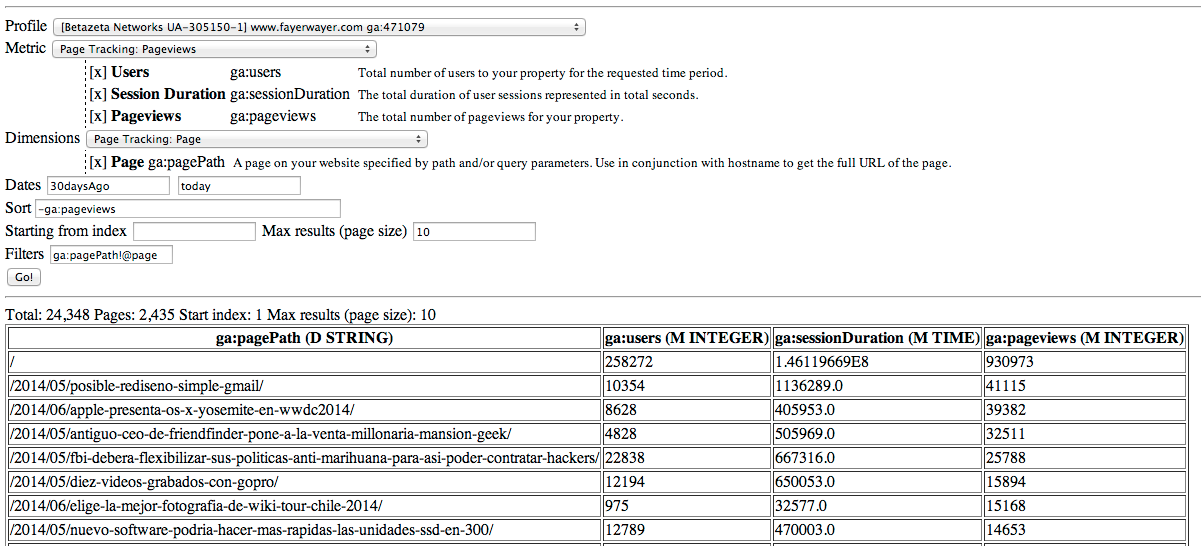 Profile [Betazeta Networks UA-305150-1] www.fayerwayer.com ga:471079
Metric Page Tracking: Pageviews
[x] Users ga:users Total number of users to your property for the requested time period.
[x] Session Duration ga:sessionDuration The total duration of user sessions represented in total seconds.
[x] Pageviews ga:pageviews The total number of pageviews for your property.
Dimensions Page Tracking: Page
[x] Page ga:pagePath A page on your website specified by path and/or query parameters. Use in conjunction with hostname to get the full URL of the page.
Dates 30daysAgo today
Sort -ga:pageviews
Starting from index Max results (page size) 10
Filters ga:pagePath!@page
Go!
Total: 24,348 Pages: 2,435 Start index: 1 Max results (page size): 10
ga:pagePath (D STRING) ga:users (M INTEGER) ga:sessionDuration (M TIME) ga:pageviews (M INTEGER)
/ 258272 1.46119669E8 930973
/2014/05/posible-rediseno-simple-gmail/ 10354 1136289.0 41115
/2014/06/apple-presenta-os-x-yosemite-en-wwdc2014/ 8628 405953.0 39382
/2014/05/antiguo-ceo-de-friendfinder-pone-a-la-venta-millonaria-mansion-geek/ 4828 505969.0 32511
/2014/05/fbi-debera-flexibilizar-sus-politicas-anti-marihuana-para-asi-poder-contratar-hackers/ 22838 667316.0 25788
/2014/05/diez-videos-grabados-con-gopro/ 12194 650053.0 15894
/2014/06/elige-la-mejor-fotografia-de-wiki-tour-chile-2014/ 975 32577.0 15168
/2014/05/nuevo-software-podria-hacer-mas-rapidas-las-unidades-ssd-en-300/ 12789 470003.0 14653